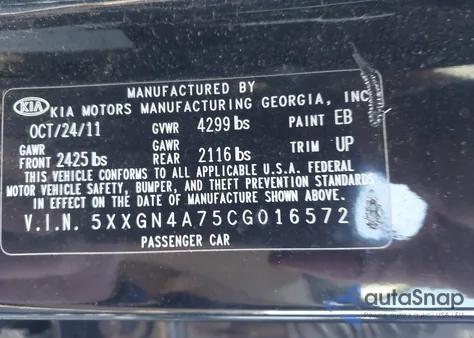 MANUFACTURED BY
KIA KIA MOTORS MANUFACTURING GEORGIA, INC
OCT/24/11 GVWR 4299 lbs PAINT EB
GAWR FRONT 2425 lbs GAWR REAR 2116 lbs TRIM UP
THIS VEHICLE CONFORMS TO ALL APPLICABLE U.S.A. FEDERAL
MOTOR VEHICLE SAFETY, BUMPER, AND THEFT PREVENTION STANDARDS
IN EFFECT ON THE DATE OF MANUFACTURE SHOWN ABOVE.
V.I.N. 5XXGN4A75CG016572
PASSENGER CAR
autoSnap